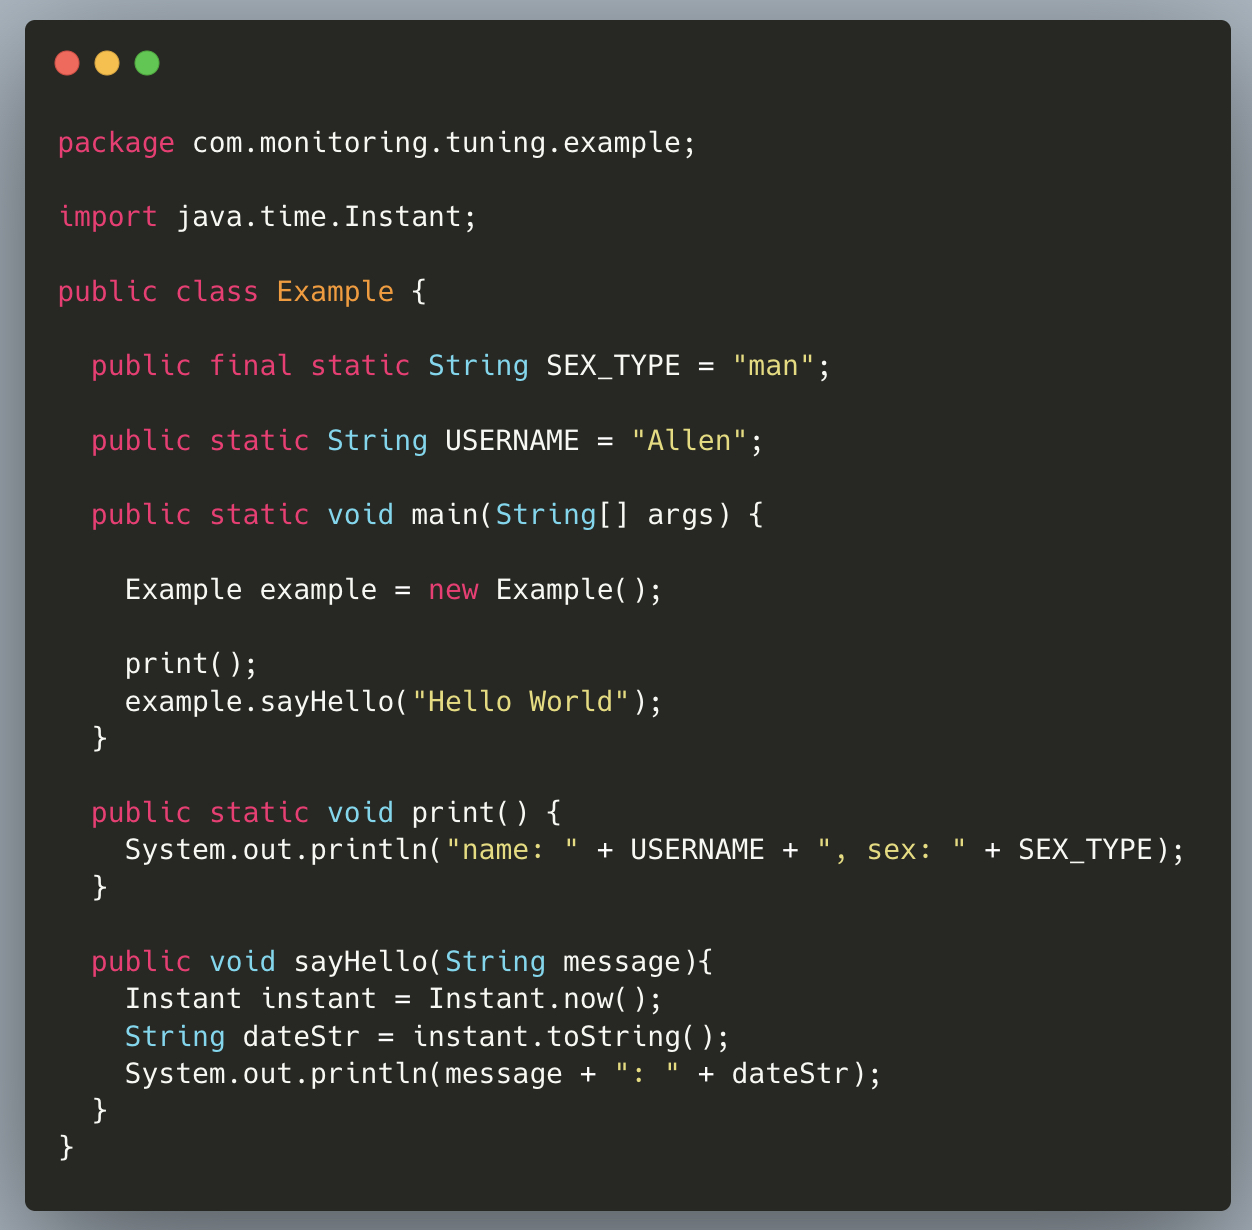 package com.monitoring.tuning.example;
import java.time.Instant;
public class Example {
  public final static String SEX_TYPE = "man";
  public static String USERNAME = "Allen";
  public static void main(String[] args) {
    Example example = new Example();
    print();
    example.sayHello("Hello World");
  }
  public static void print() {
    System.out.println("name: " + USERNAME + ", sex: " + SEX_TYPE);
  }
  public void sayHello(String message){
    Instant instant = Instant.now();
    String dateStr = instant.toString();
    System.out.println(message + ": " + dateStr);
  }
}